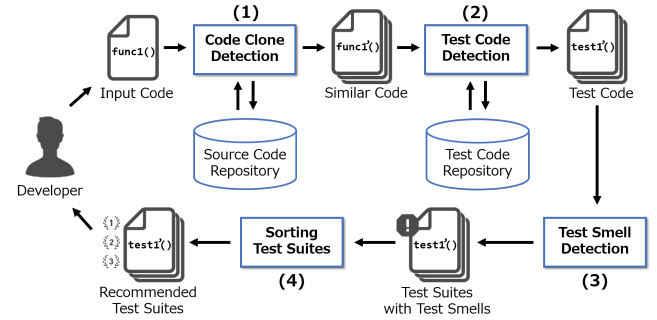 (1)
(2)
func1()
Code Clone
Detection
func1’()
Test Code
Detection
test1’()
Input Code
Similar Code
Test Code
Source Code
Repository
Test Code
Repository
Developer
{1}
{2}
{3}
test1’()
Sorting
Test Suites
!
test1’()
Test Smell
Detection
(4)
(3)
Recommended
Test Suites
Test Suites
with Test Smells